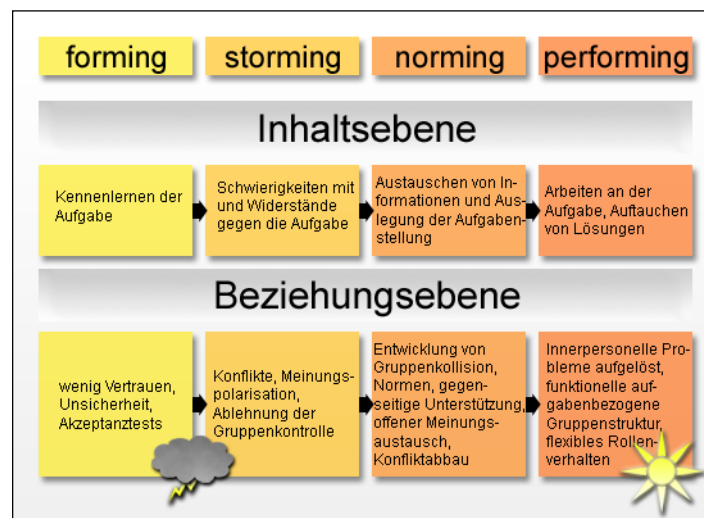 forming
storming
norming
performing
Inhaltsebene
Kennenlernen der
Aufgabe
Schwierigkeiten mit
und Widerstände
gegen die Aufgabe
Austauschen von In-
formationen und Aus-
legung der Aufgaben-
stellung
Arbeiten an der
Aufgabe, Auftauchen
von Lösungen
Beziehungsebene
wenig Vertrauen,
Unsicherheit,
Akzeptanztests
Konflikte, Meinungs-
polarisation,
Ablehnung der
Gruppenkontrolle
Entwicklung von
Gruppenkollision,
Normen, gegen-
seitige Unterstützung,
offener Meinungs-
austausch,
Konfliktabbau
Innerpersonelle Pro-
bleme aufgelöst,
funktionelle auf-
gabenbezogene
Gruppenstruktur,
flexibles Rollen-
verhalten